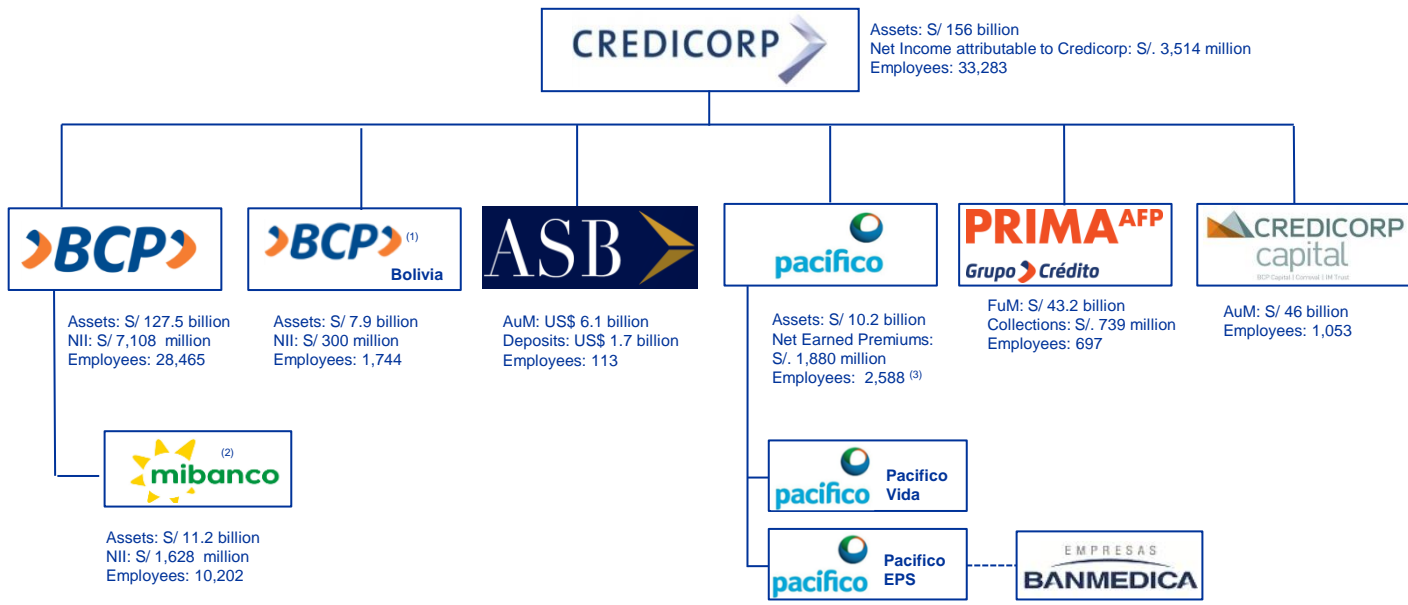 CREDICORP
Assets: S/ 156 billion
Net Income attributable to Credicorp: S/. 3,514 million
Employees: 33,283
BCP
Assets: S/ 127.5 billion
NII: S/ 7,108 million
Employees: 28,465
mibanco (2)
Assets: S/ 11.2 billion
NII: S/ 1,628 million
Employees: 10,202
BCP (1)
Bolivia
Assets: S/ 7.9 billion
NII: S/ 300 million
Employees: 1,744
ASB
AuM: US$ 6.1 billion
Deposits: US$ 1.7 billion
Employees: 113
pacifico
Assets: S/ 10.2 billion
Net Earned Premiums:
S/. 1,880 million
Employees: 2,588 (3)
pacifico
Pacifico
Vida
pacifico
Pacifico
EPS
EMPRESAS
BANMEDICA
PRIMA AFP
Grupo Crédito
FuM: S/ 43.2 billion
Collections: S/. 739 million
Employees: 697
CREDICORP
capital
BCP Capital | Correval | IM Trust
AuM: S/ 46 billion
Employees: 1,053